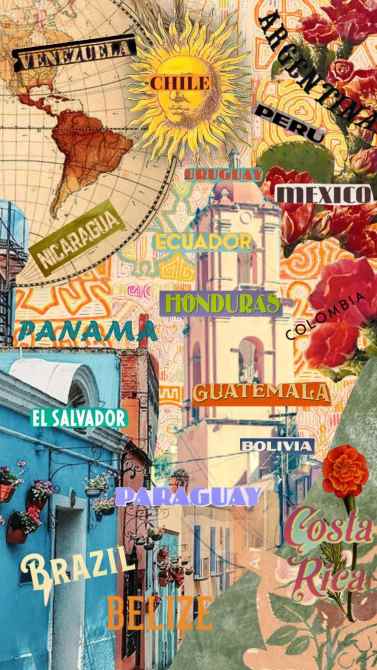 VENEZUELA
CHILE
ARGENTINA
PERÚ
URUGUAY
MEXICO
NICARAGUA
ECUADOR
HONDURAS
COLOMBIA
PANAMA
GUATEMALA
EL SALVADOR
BOLIVIA
PARAGUAY
Costa
Rica
BRAZIL
BELIZE